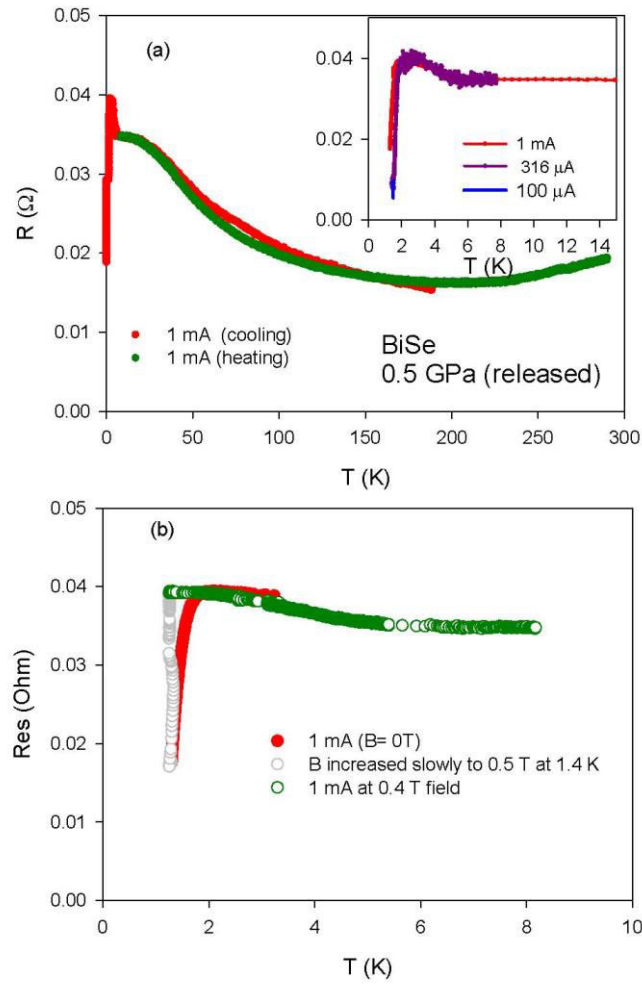 (a)
R (Ω)
0.05
0.04
0.03
0.02
0.01
0.00
0.04
0.02
0.00
1 mA
316 μA
100 μA
0 2 4 6 8 10 12 14
T (K)
1 mA (cooling)
1 mA (heating)
BiSe
0.5 GPa (released)
0 50 100 150 200 250 300
T (K)
(b)
Res (Ohm)
0.05
0.04
0.03
0.02
0.01
0.00
1 mA (B= 0T)
B increased slowly to 0.5 T at 1.4 K
1 mA at 0.4 T field
0 2 4 6 8 10
T (K)